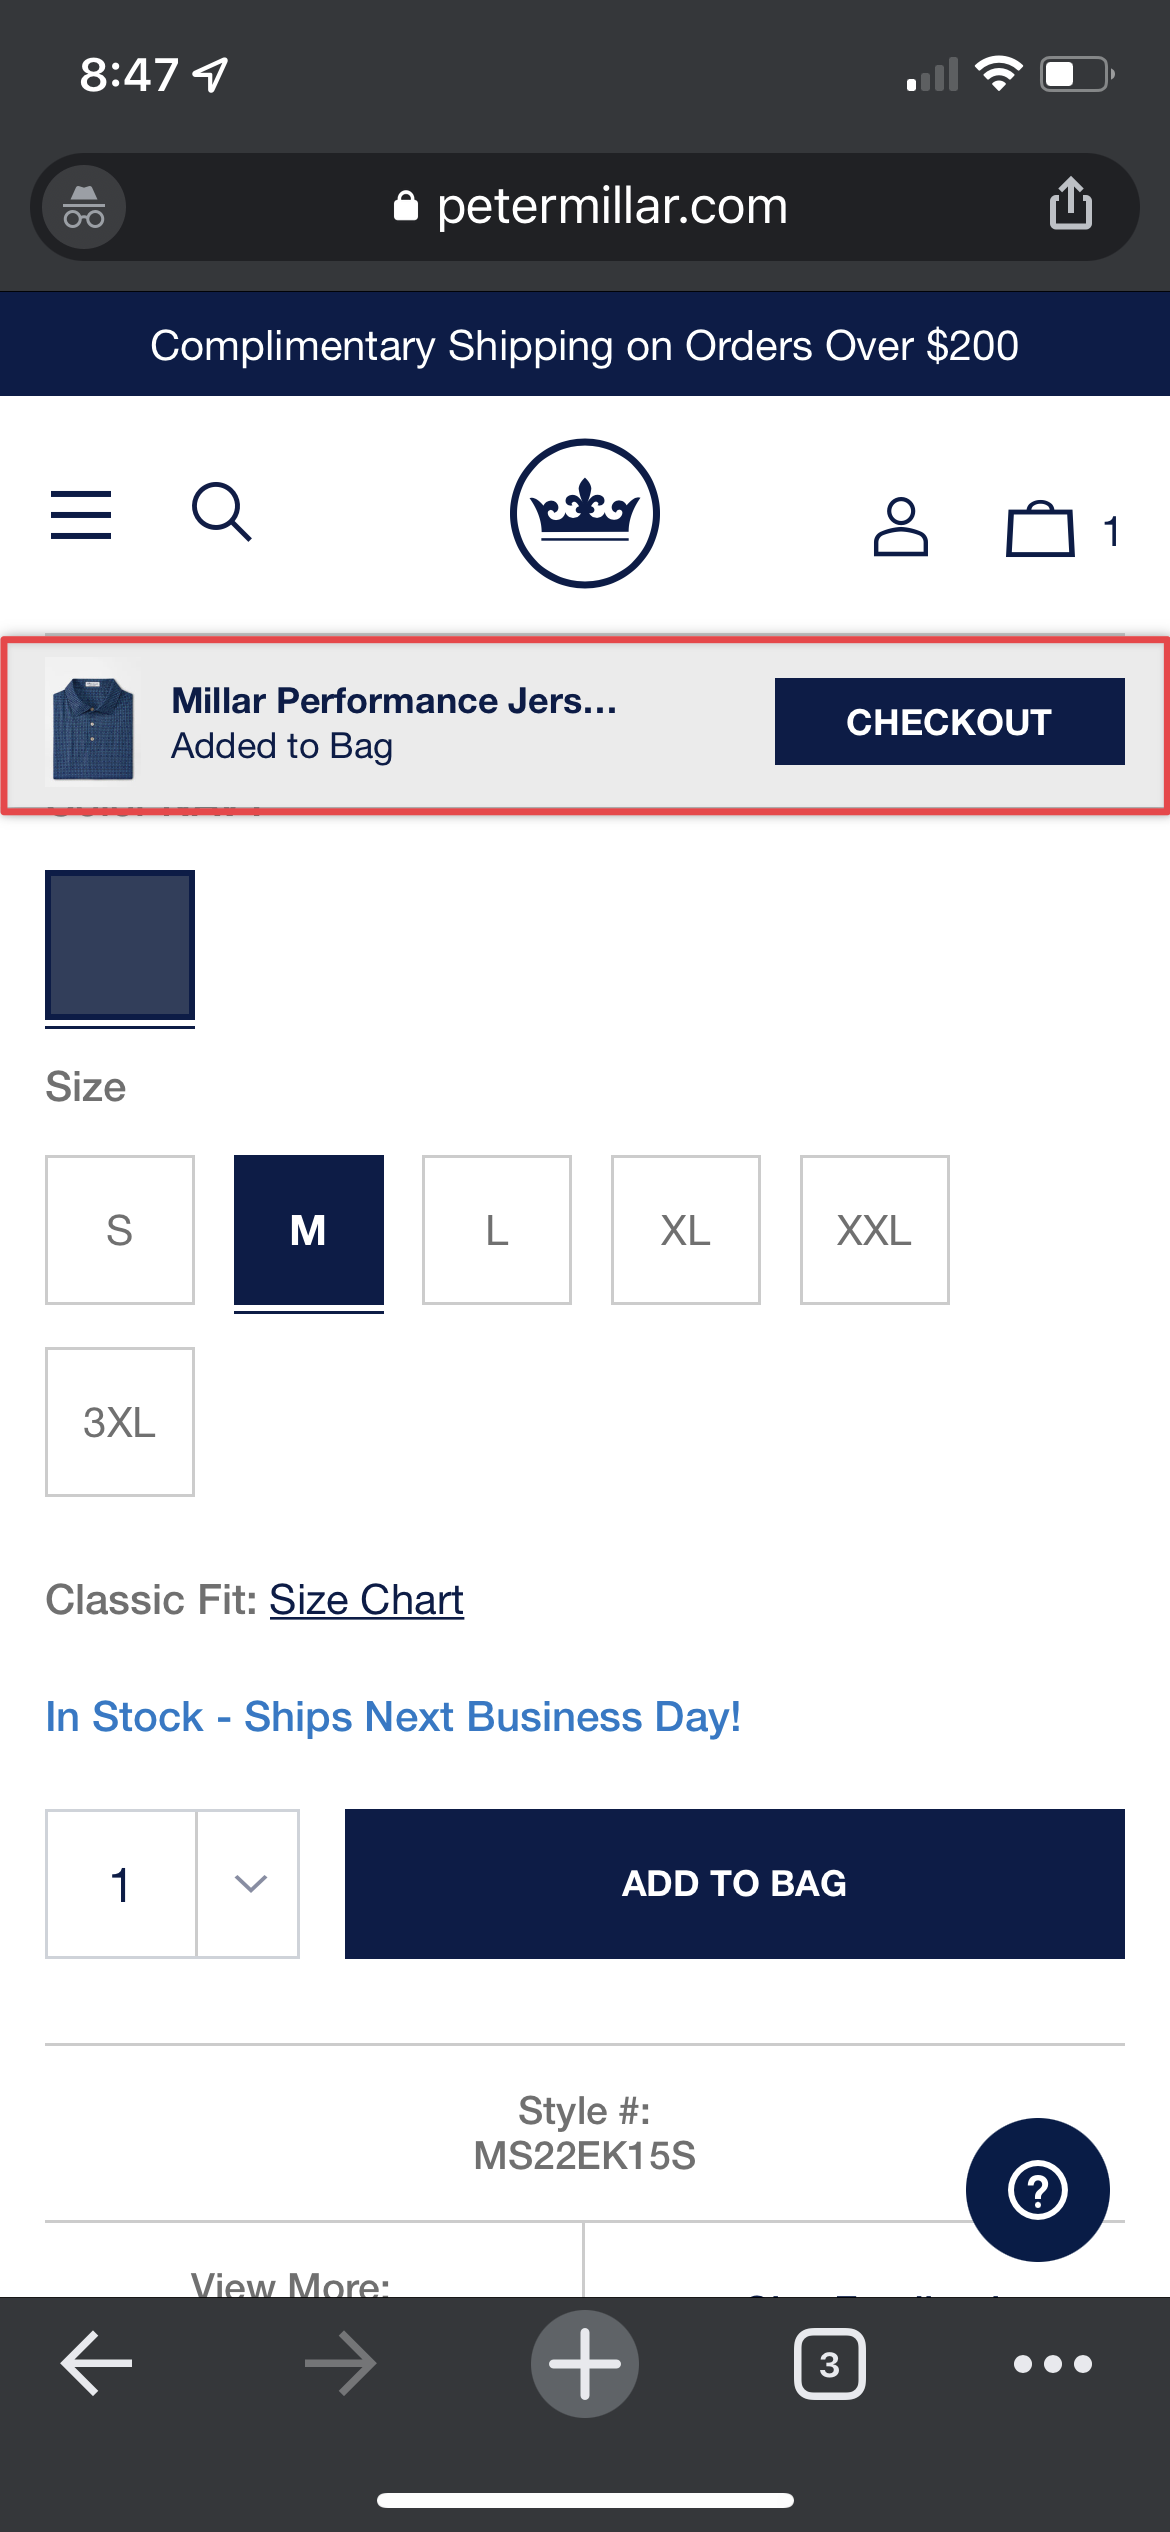 8:47
petermillar.com
Complimentary Shipping on Orders Over $200
1
Millar Performance Jers...
Added to Bag
CHECKOUT
Size
S M L XL XXL
3XL
Classic Fit: Size Chart
In Stock - Ships Next Business Day!
1
ADD TO BAG
Style #:
MS22EK15S
?
View More:
3